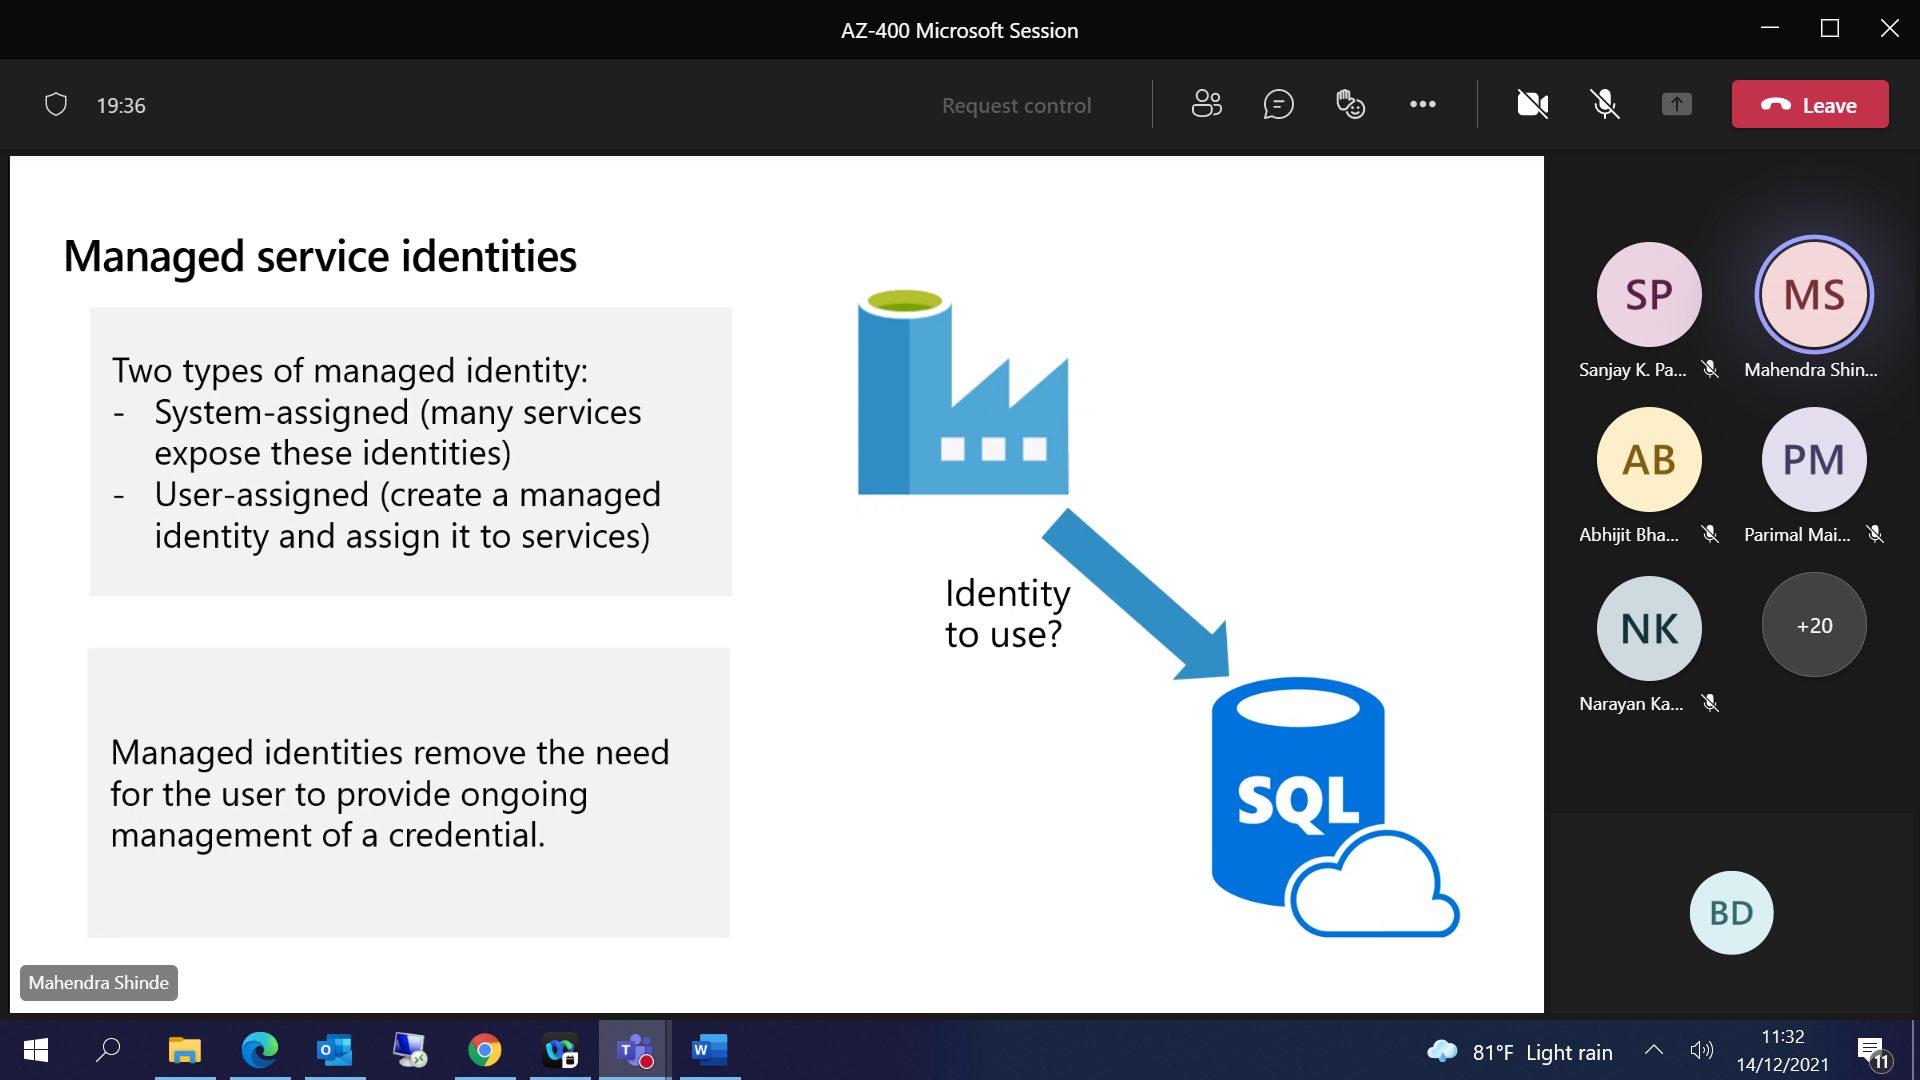 AZ-400 Microsoft Session
19:36
Request control
Leave
Managed service identities
Two types of managed identity:
- System-assigned (many services
expose these identities)
- User-assigned (create a managed
identity and assign it to services)
Managed identities remove the need
for the user to provide ongoing
management of a credential.
Identity
to use?
SQL
Mahendra Shinde
SP
MS
Sanjay K. Pa...
Mahendra Shin...
AB
PM
Abhijit Bha...
Parimal Mai...
NK
+20
Narayan Ka...
BD
81°F Light rain
11:32
14/12/2021
11